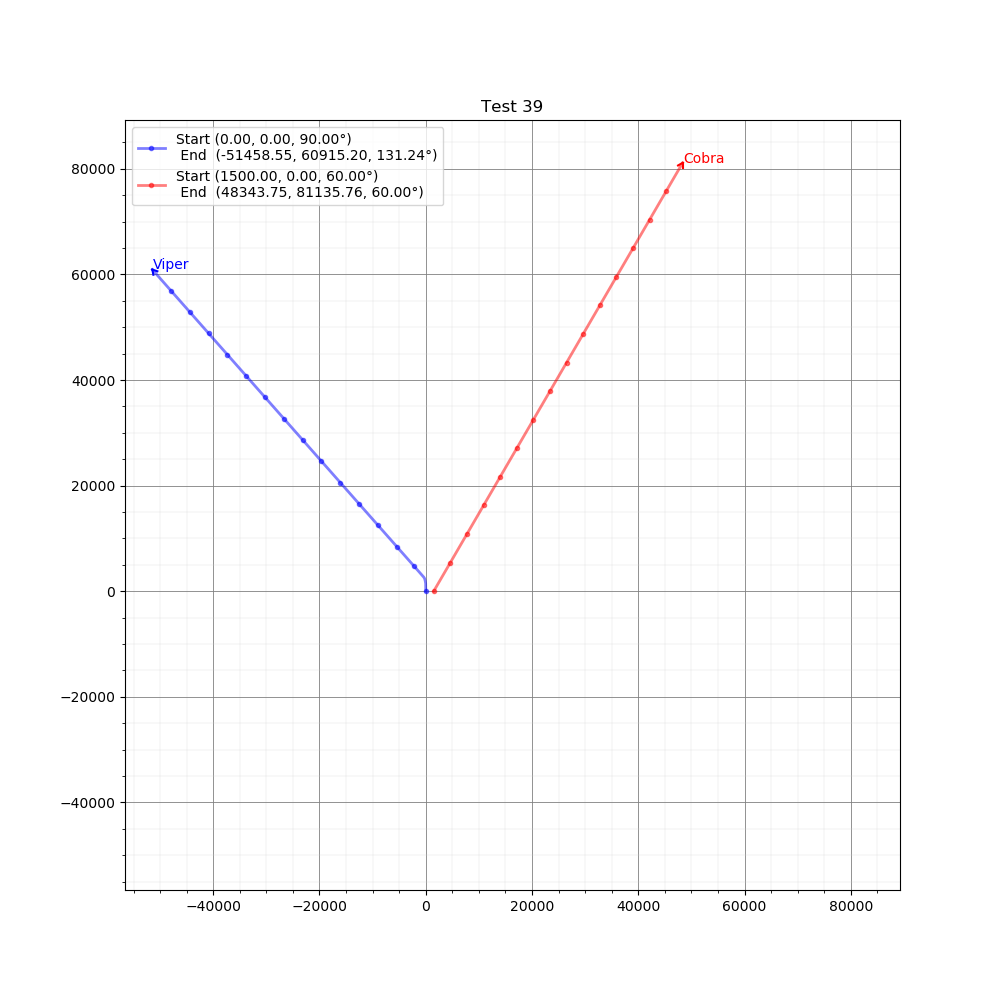 Test 39
Start (0.00, 0.00, 90.00°)
End (-51458.55, 60915.20, 131.24°)
Start (1500.00, 0.00, 60.00°)
End (48343.75, 81135.76, 60.00°)
Cobra
Viper
80000
60000
40000
20000
0
−20000
−40000
−40000 −20000 0 20000 40000 60000 80000